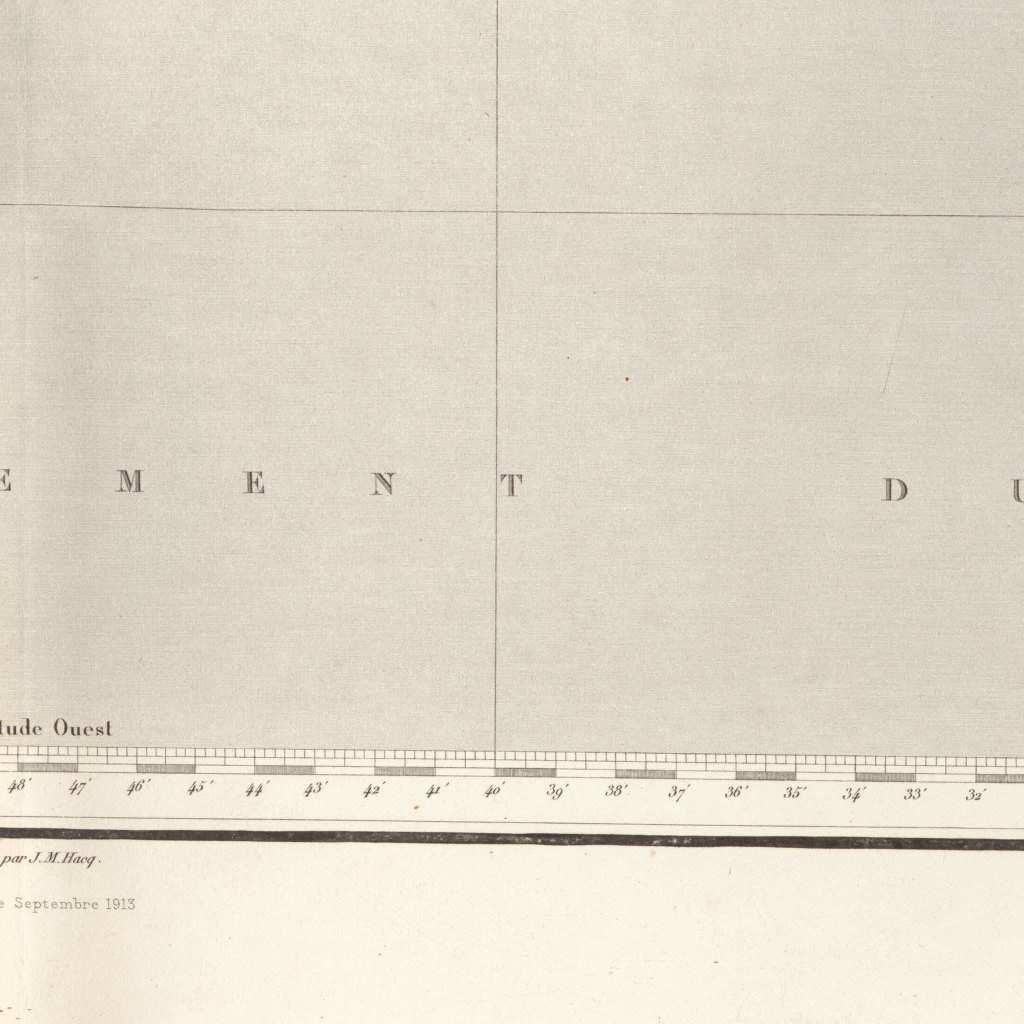 E M E N T D U
tude Ouest
48' 47' 46' 45' 44' 43' 42' 41' 40' 39' 38' 37' 36' 35' 34' 33' 32'
par J. M. Hacq.
e Septembre 1913